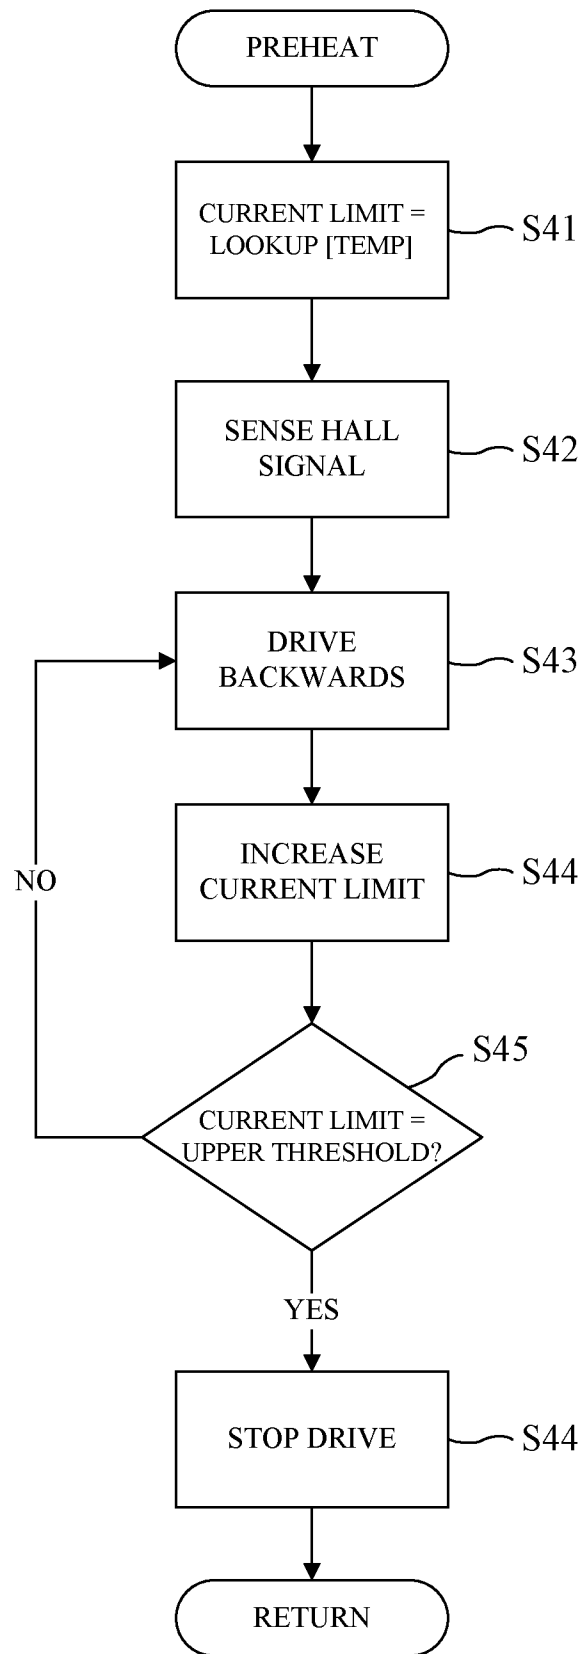 PREHEAT
CURRENT LIMIT =
LOOKUP [TEMP]
S41
SENSE HALL
SIGNAL
S42
DRIVE
BACKWARDS
S43
INCREASE
CURRENT LIMIT
S44
NO
S45
CURRENT LIMIT =
UPPER THRESHOLD?
YES
STOP DRIVE
S44
RETURN